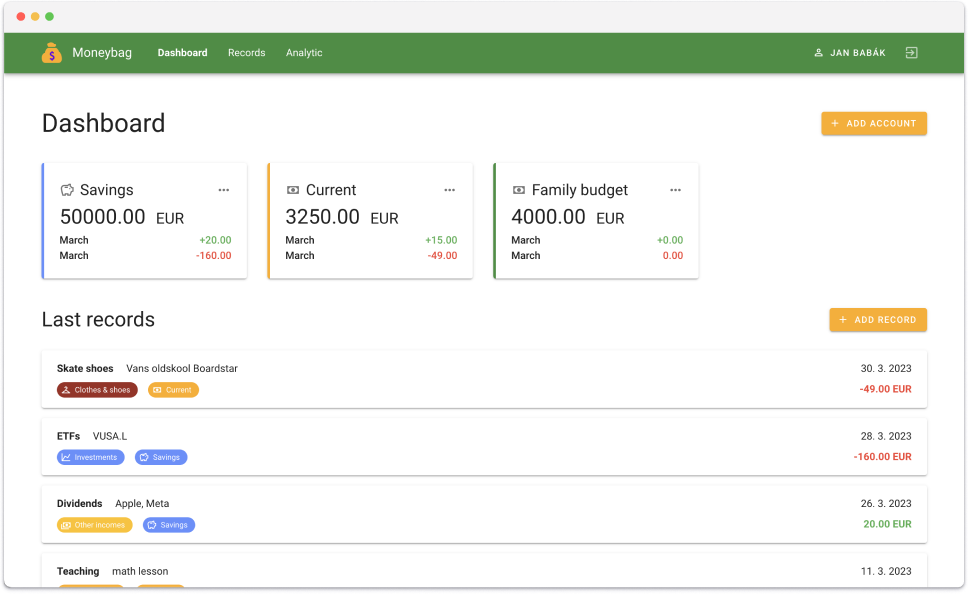 Moneybag Dashboard Records Analytic JAN BABÁK
Dashboard + ADD ACCOUNT
Savings ...
50000.00 EUR
March +20.00
March -160.00
Current ...
3250.00 EUR
March +15.00
March -49.00
Family budget ...
4000.00 EUR
March +0.00
March 0.00
Last records + ADD RECORD
Skate shoes Vans oldskool Boardstar 30. 3. 2023
Clothes & shoes Current -49.00 EUR
ETFs VUSA.L 28. 3. 2023
Investments Savings -160.00 EUR
Dividends Apple, Meta 26. 3. 2023
Other incomes Savings 20.00 EUR
Teaching math lesson 11. 3. 2023